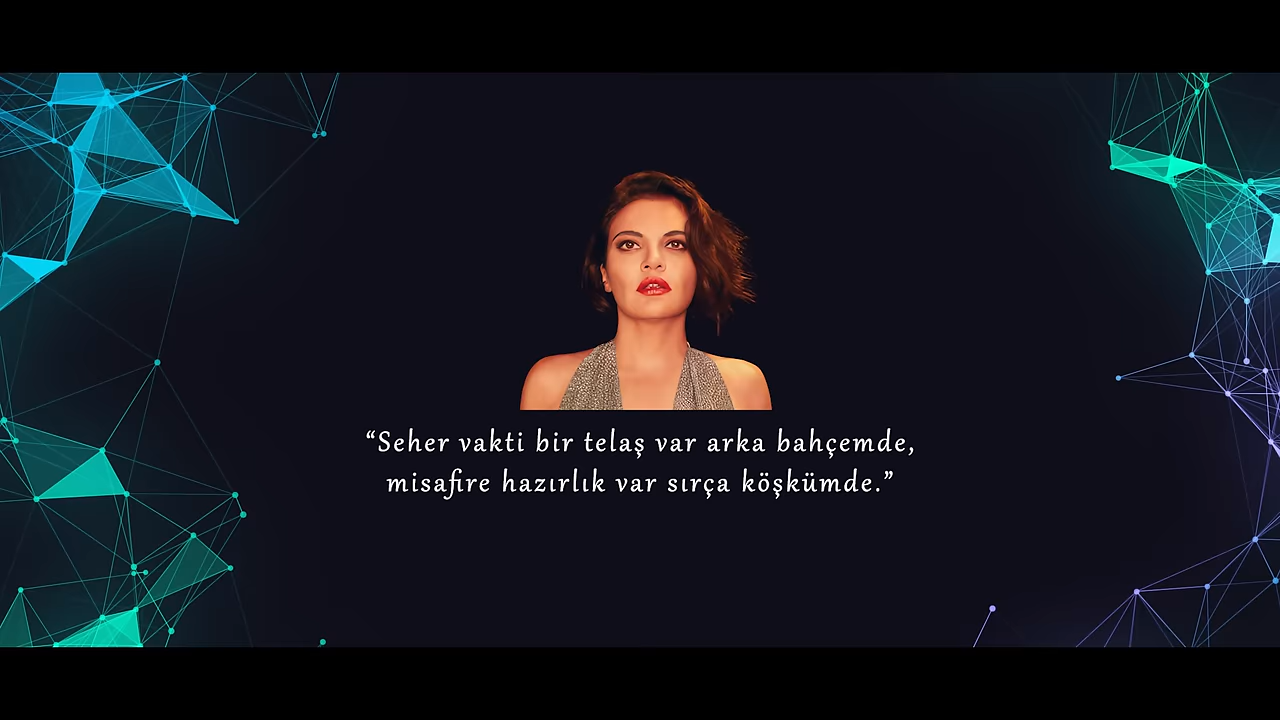 “Seher vakti bir telaş var arka bahçemde,
misafire hazırlık var sırça köşkümde.”